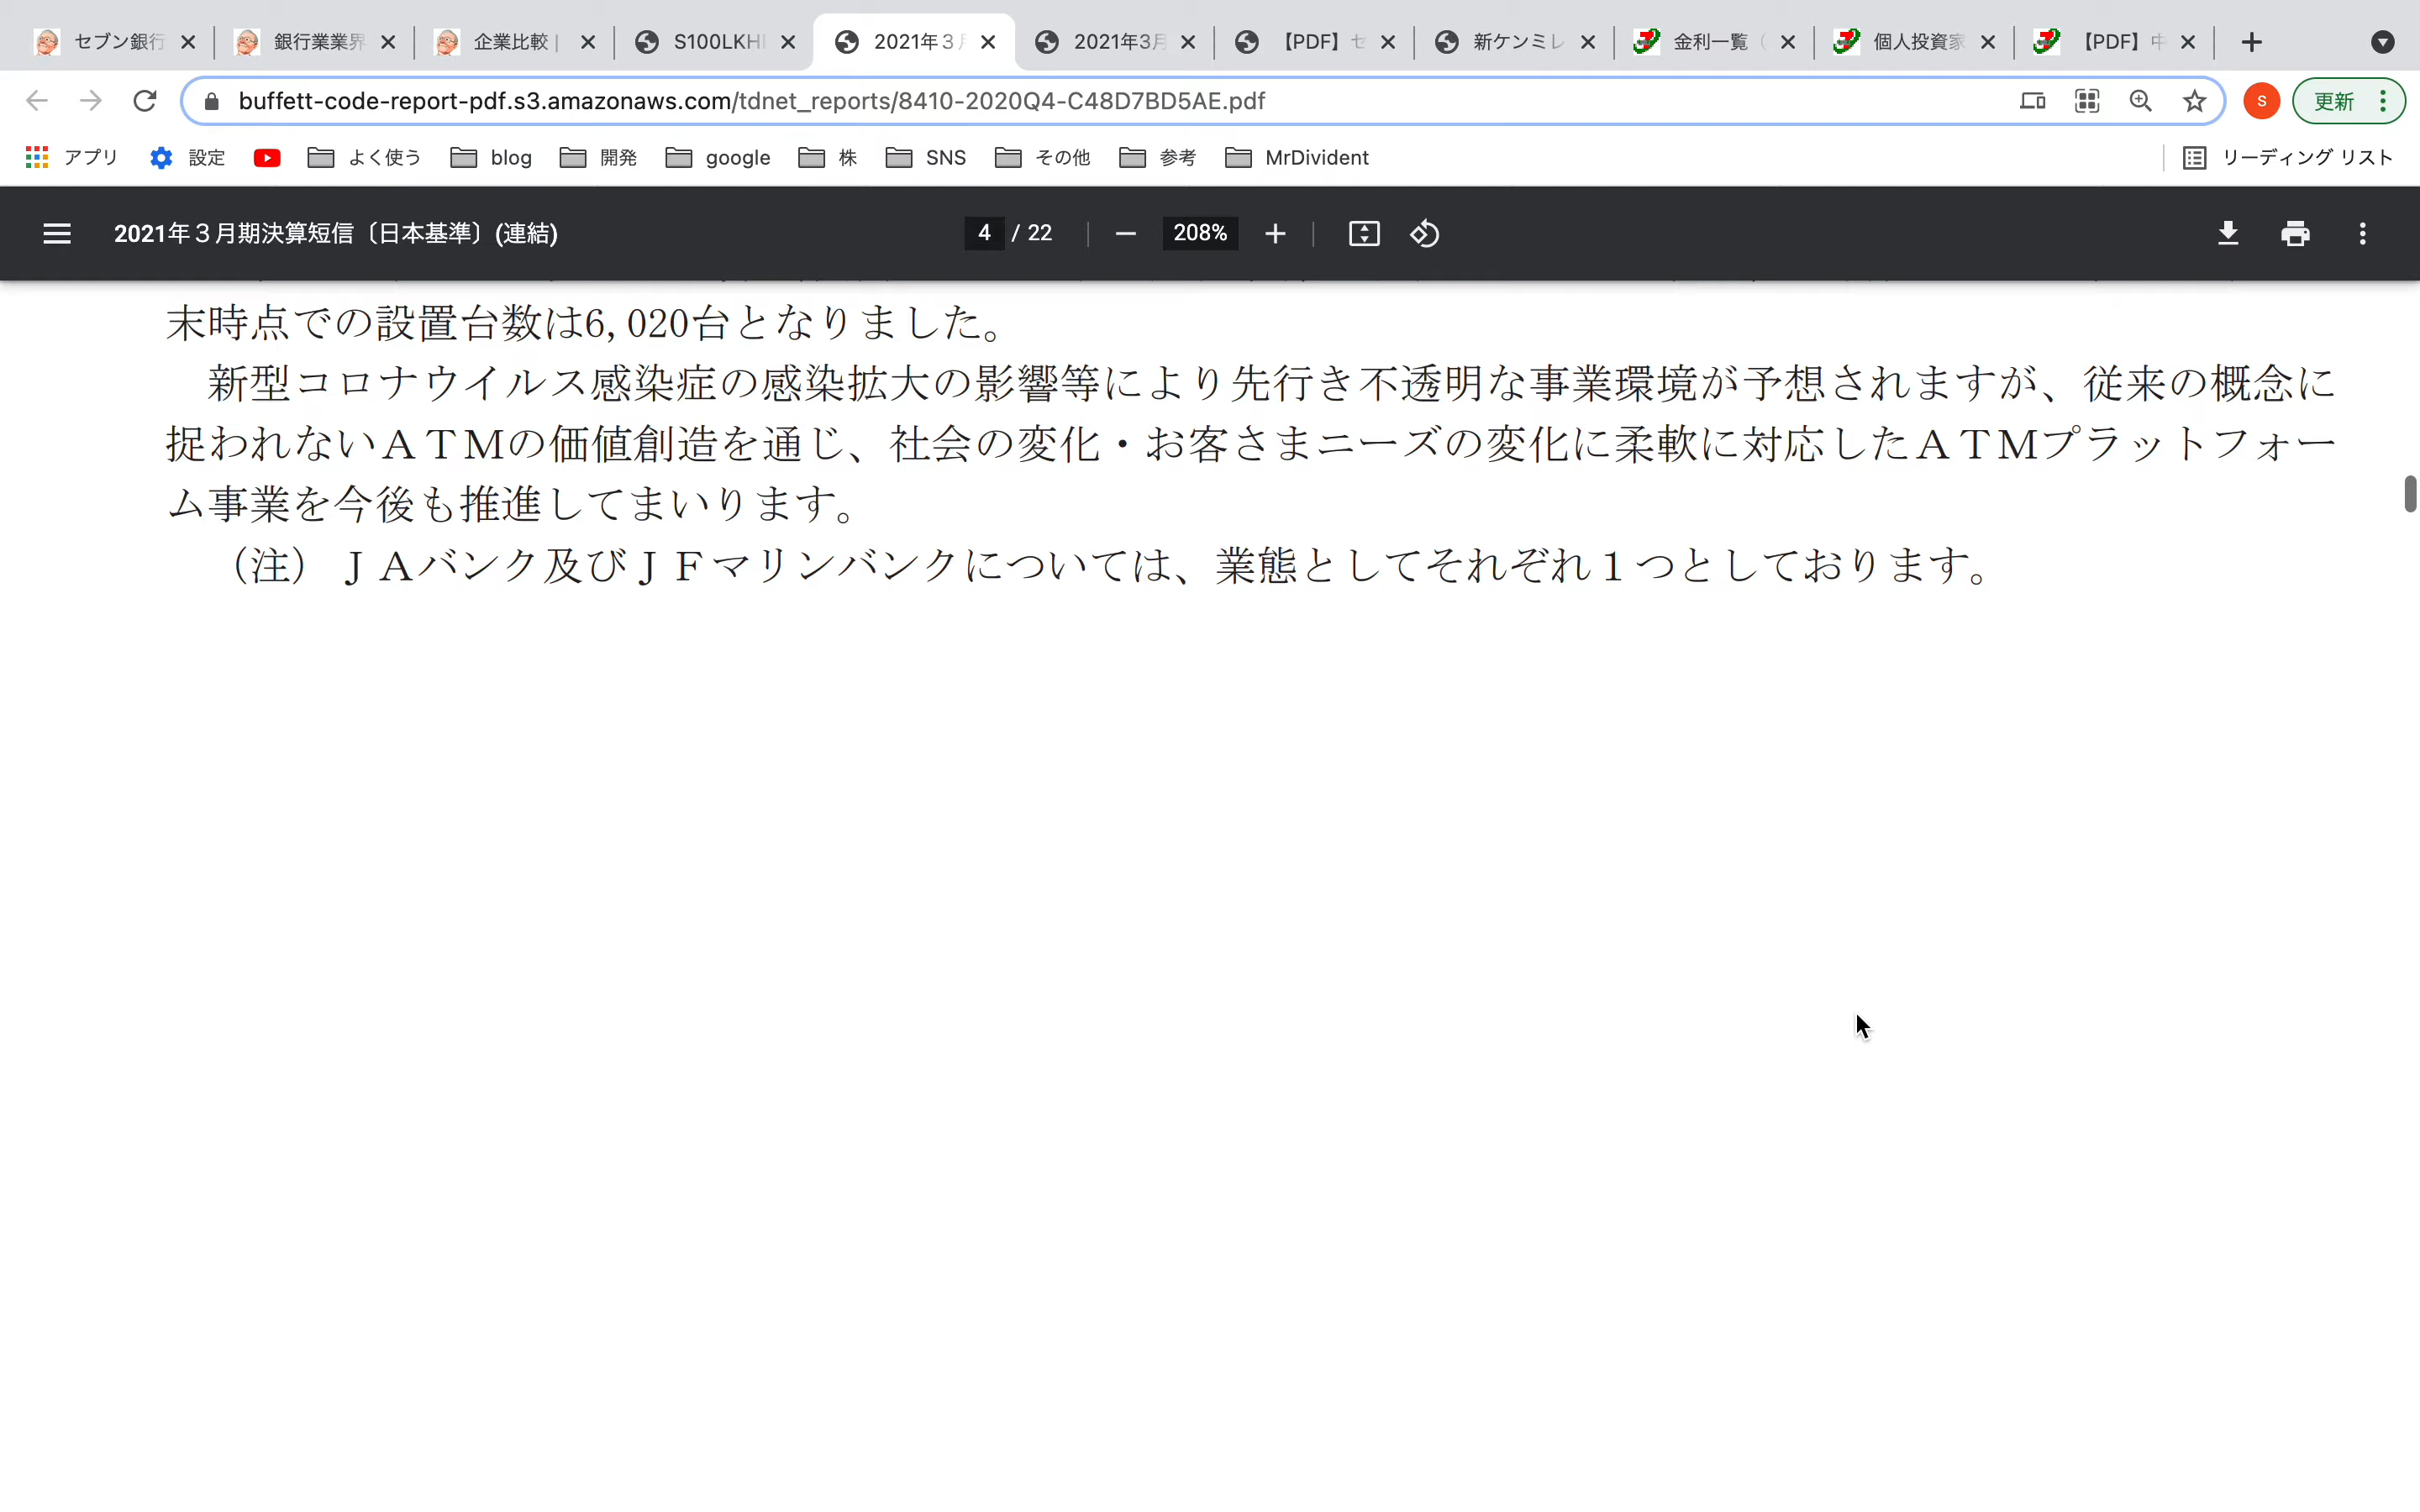 セブン銀行
銀行業業界
企業比較 |
S100LKH
2021年３
2021年3月
【PDF】セ
新ケンミレ
金利一覧（
個人投資家
【PDF】中
buffett-code-report-pdf.s3.amazonaws.com/tdnet_reports/8410-2020Q4-C48D7BD5AE.pdf
S
更新
アプリ
設定
よく使う
blog
開発
google
株
SNS
その他
参考
MrDivident
リーディング リスト
2021年３月期決算短信〔日本基準〕(連結)
4 / 22
208%
末時点での設置台数は6,020台となりました。
新型コロナウイルス感染症の感染拡大の影響等により先行き不透明な事業環境が予想されますが、従来の概念に
捉われないＡＴＭの価値創造を通じ、社会の変化・お客さまニーズの変化に柔軟に対応したＡＴＭプラットフォー
ム事業を今後も推進してまいります。
（注）ＪＡバンク及びＪＦマリンバンクについては、業態としてそれぞれ１つとしております。